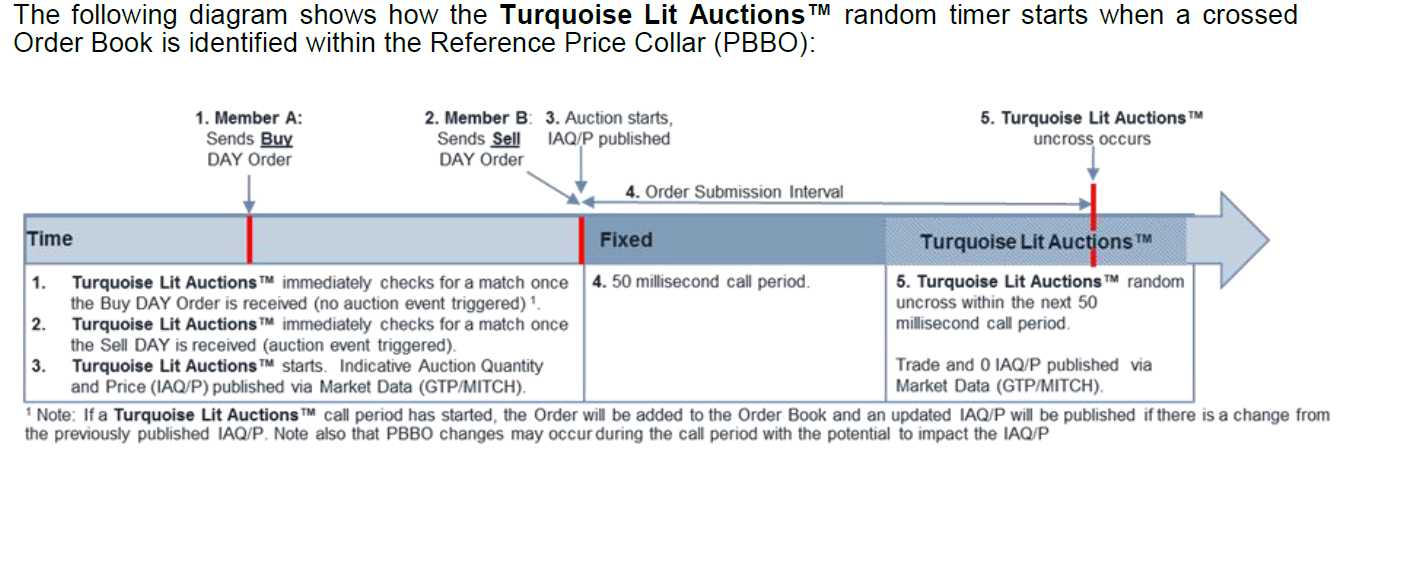 The following diagram shows how the Turquoise Lit Auctions™ random timer starts when a crossed
Order Book is identified within the Reference Price Collar (PBBO):
1. Member A:
Sends Buy
DAY Order
2. Member B:
Sends Sell
DAY Order
3. Auction starts,
IAQ/P published
5. Turquoise Lit Auctions™
uncross occurs
4. Order Submission Interval
Time
Fixed
Turquoise Lit Auctions™
1. Turquoise Lit Auctions™ immediately checks for a match once
the Buy DAY Order is received (no auction event triggered) ¹.
2. Turquoise Lit Auctions™ immediately checks for a match once
the Sell DAY is received (auction event triggered).
3. Turquoise Lit Auctions™ starts. Indicative Auction Quantity
and Price (IAQ/P) published via Market Data (GTP/MITCH).
4. 50 millisecond call period.
5. Turquoise Lit Auctions™ random
uncross within the next 50
millisecond call period.
Trade and 0 IAQ/P published via
Market Data (GTP/MITCH).
¹ Note: If a Turquoise Lit Auctions™ call period has started, the Order will be added to the Order Book and an updated IAQ/P will be published if there is a change from
the previously published IAQ/P. Note also that PBBO changes may occur during the call period with the potential to impact the IAQ/P